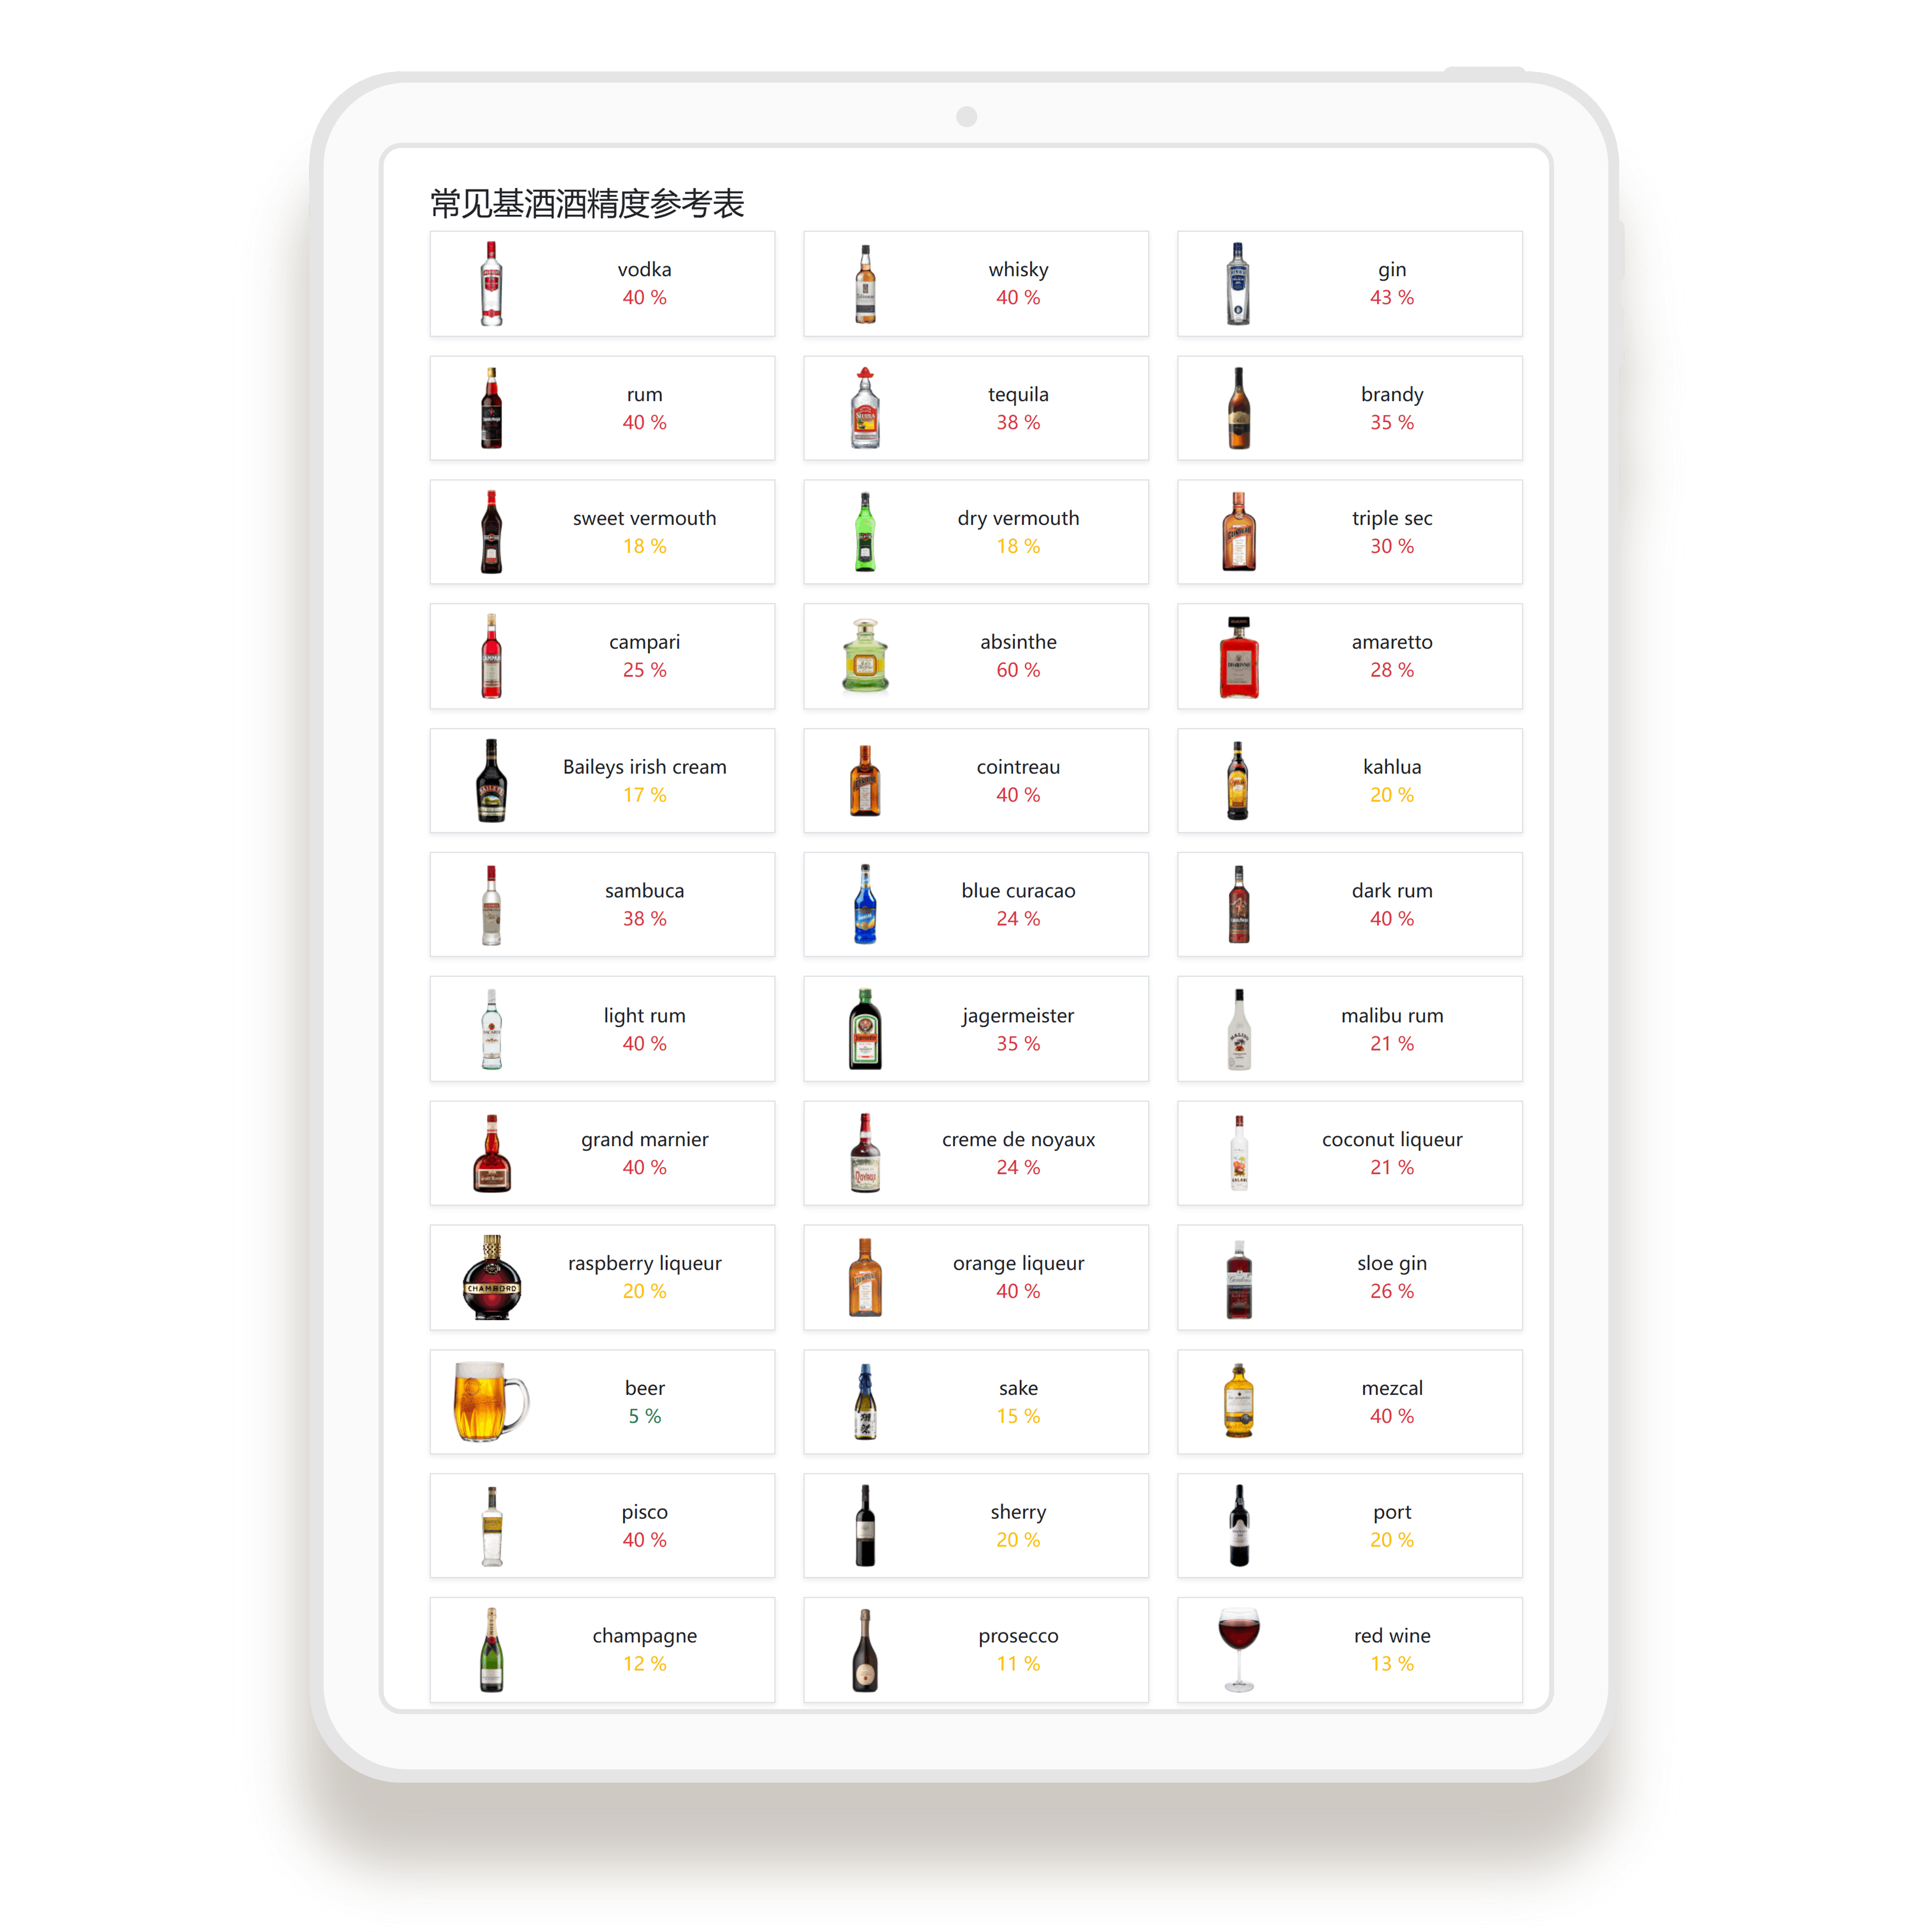 常见基酒酒精度参考表
vodka
40 %
whisky
40 %
gin
43 %
rum
40 %
tequila
38 %
brandy
35 %
sweet vermouth
18 %
dry vermouth
18 %
triple sec
30 %
campari
25 %
absinthe
60 %
amaretto
28 %
Baileys irish cream
17 %
cointreau
40 %
kahlua
20 %
sambuca
38 %
blue curacao
24 %
dark rum
40 %
light rum
40 %
jagermeister
35 %
malibu rum
21 %
grand marnier
40 %
creme de noyaux
24 %
coconut liqueur
21 %
CHAMBORD
raspberry liqueur
20 %
orange liqueur
40 %
sloe gin
26 %
beer
5 %
sake
15 %
mezcal
40 %
pisco
40 %
sherry
20 %
port
20 %
champagne
12 %
prosecco
11 %
red wine
13 %